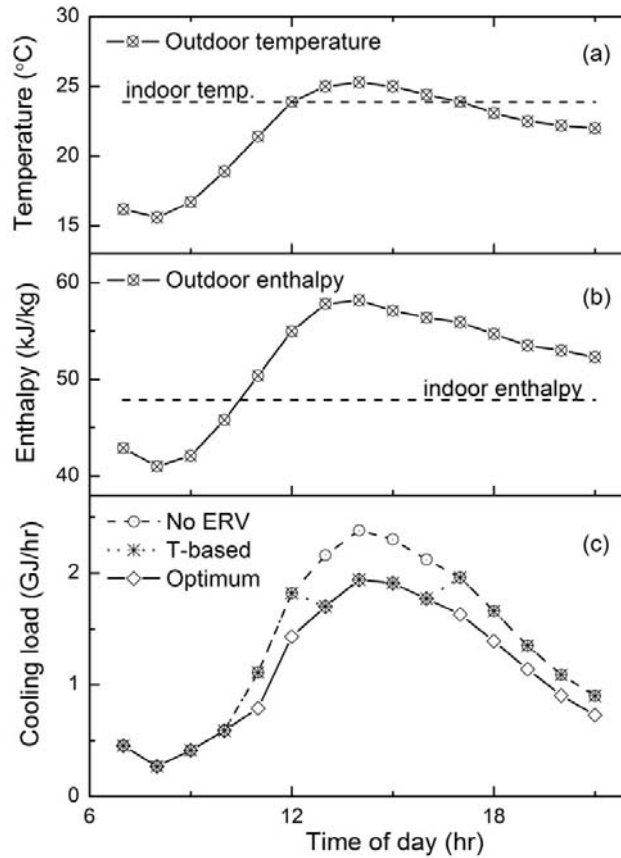 30
Outdoor temperature
(a)
indoor temp.
25
20
15
Temperature (°C)
60
Outdoor enthalpy
(b)
50
indoor enthalpy
40
Enthalpy (kJ/kg)
No ERV
(c)
T-based
2
Optimum
1
0
Cooling load (GJ/hr)
6
12
18
Time of day (hr)